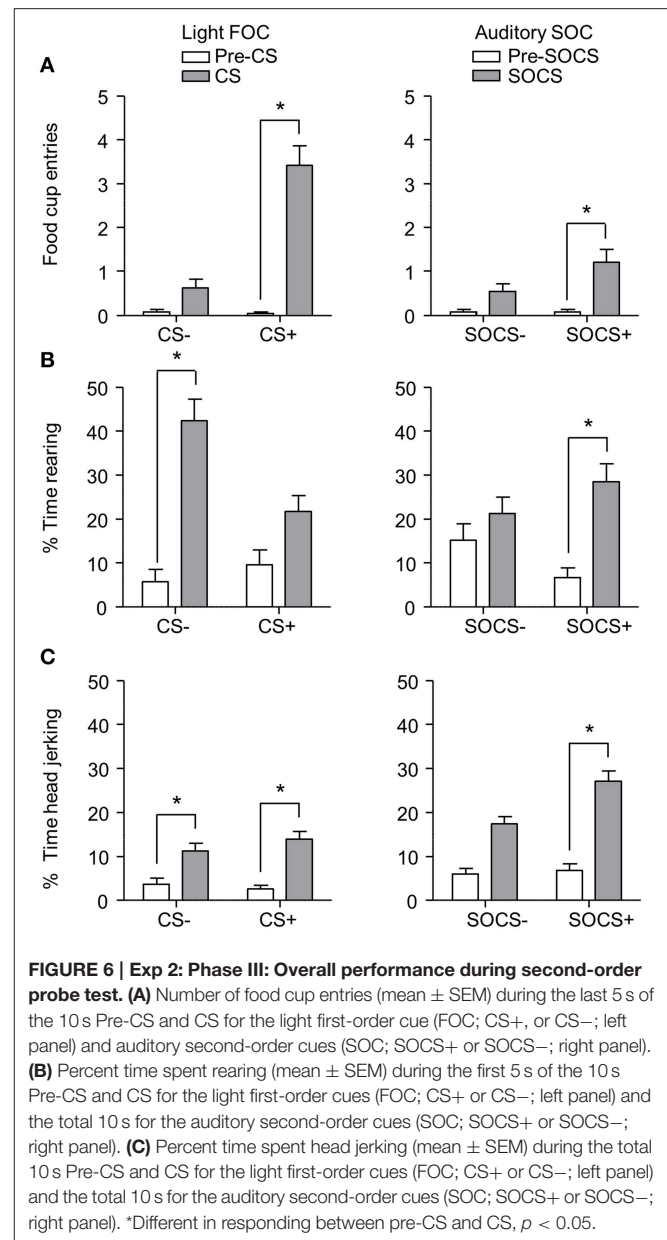 Light FOC
Pre-CS
CS
Auditory SOC
Pre-SOCS
SOCS
A
Food cup entries
5
4
3
2
1
0
*
CS-
CS+
5
4
3
2
1
0
*
SOCS-
SOCS+
B
% Time rearing
50
40
30
20
10
0
*
CS-
CS+
50
40
30
20
10
0
*
SOCS-
SOCS+
C
% Time head jerking
50
40
30
20
10
0
*
*
CS-
CS+
50
40
30
20
10
0
*
SOCS-
SOCS+
FIGURE 6 | Exp 2: Phase III: Overall performance during second-order
probe test. (A) Number of food cup entries (mean ± SEM) during the last 5 s of
the 10 s Pre-CS and CS for the light first-order cue (FOC; CS+, or CS−; left
panel) and auditory second-order cues (SOC; SOCS+ or SOCS−; right panel).
(B) Percent time spent rearing (mean ± SEM) during the first 5 s of the 10 s
Pre-CS and CS for the light first-order cues (FOC; CS+ or CS−; left panel) and
the total 10 s for the auditory second-order cues (SOC; SOCS+ or SOCS−;
right panel). (C) Percent time spent head jerking (mean ± SEM) during the total
10 s Pre-CS and CS for the light first-order cues (FOC; CS+ or CS−; left panel)
and the total 10 s for the auditory second-order cues (SOC; SOCS+ or SOCS−;
right panel). *Different in responding between pre-CS and CS, p < 0.05.